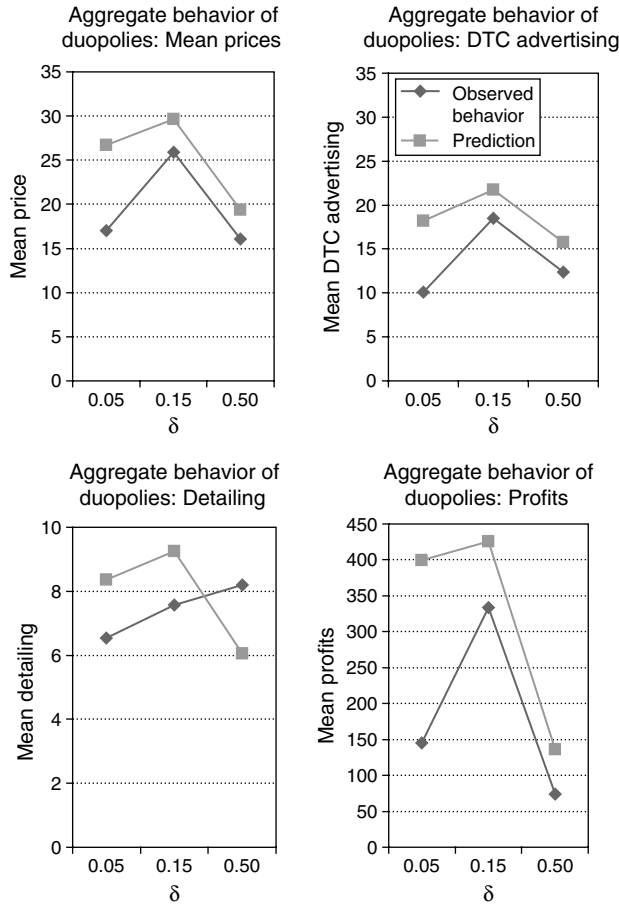 Aggregate behavior of
duopolies: Mean prices
35
30
25
20
15
10
5
0
Mean price
0.05 0.15 0.50
δ
Aggregate behavior of
duopolies: DTC advertising
35
30
25
20
15
10
5
0
Mean DTC advertising
Observed
behavior
Prediction
0.05 0.15 0.50
δ
Aggregate behavior of
duopolies: Detailing
10
8
6
4
2
0
Mean detailing
0.05 0.15 0.50
δ
Aggregate behavior of
duopolies: Profits
450
400
350
300
250
200
150
100
50
0
Mean profits
0.05 0.15 0.50
δ